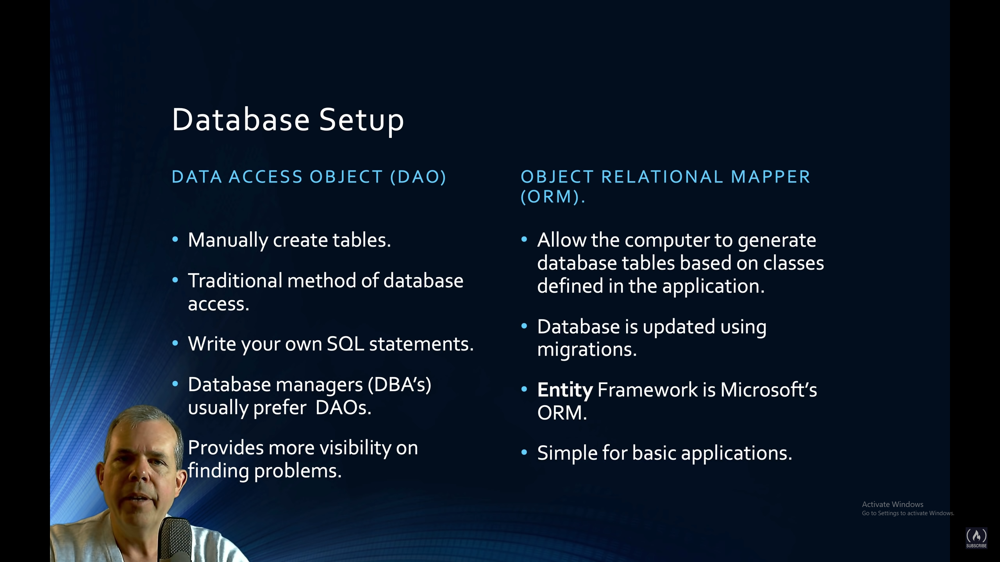 Database Setup
DATA ACCESS OBJECT (DAO)
• Manually create tables.
• Traditional method of database
access.
• Write your own SQL statements.
• Database managers (DBA’s)
usually prefer  DAOs.
Provides more visibility on
finding problems.
OBJECT RELATIONAL MAPPER
(ORM).
• Allow the computer to generate
database tables based on classes
defined in the application.
• Database is updated using
migrations.
• Entity Framework is Microsoft’s
ORM.
• Simple for basic applications.
Activate Windows
Go to Settings to activate Windows.
SUBSCRIBE